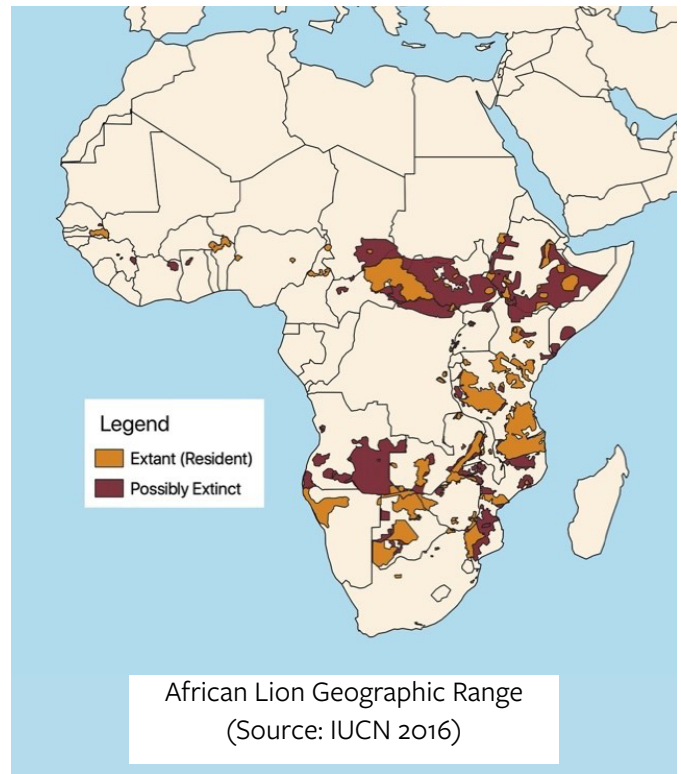 Legend
Extant (Resident)
Possibly Extinct
African Lion Geographic Range
(Source: IUCN 2016)